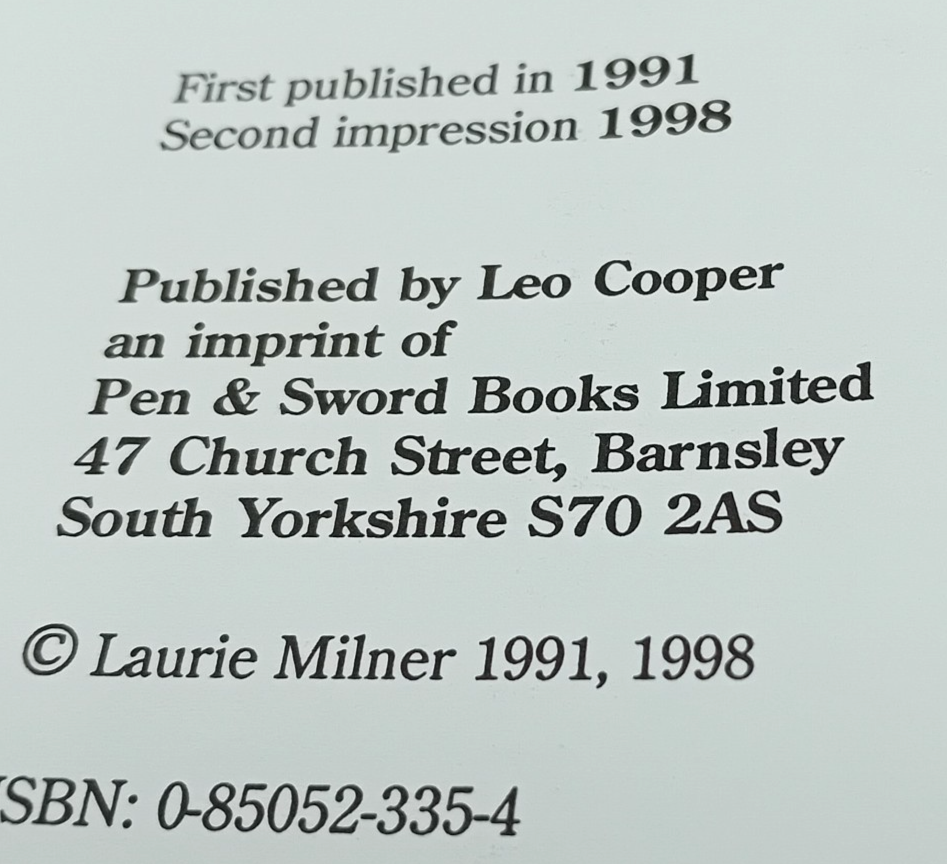 First published in 1991
Second impression 1998
Published by Leo Cooper
an imprint of
Pen & Sword Books Limited
47 Church Street, Barnsley
South Yorkshire S70 2AS
© Laurie Milner 1991, 1998
ISBN: 0-85052-335-4